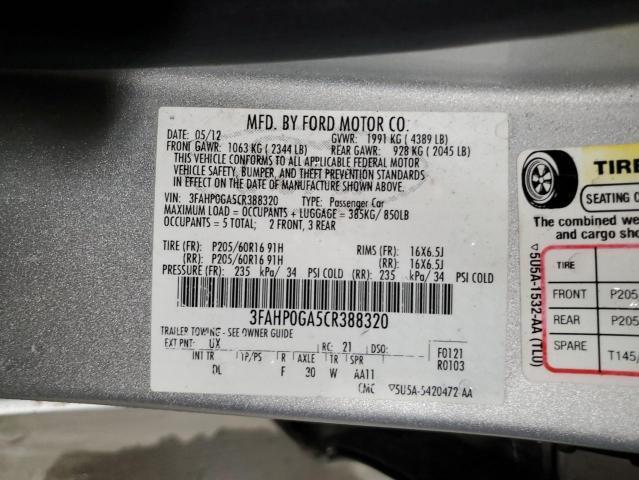 MFD. BY FORD MOTOR CO.
DATE: 05/12 GVWR: 1991 KG ( 4389 LB)
FRONT GAWR: 1063 KG ( 2344 LB) REAR GAWR: 928 KG ( 2045 LB)
THIS VEHICLE CONFORMS TO ALL APPLICABLE FEDERAL MOTOR
VEHICLE SAFETY, BUMPER, AND THEFT PREVENTION STANDARDS
IN EFFECT ON THE DATE OF MANUFACTURE SHOWN ABOVE.
VIN: 3FAHP0GA5CR388320 TYPE: Passenger Car
MAXIMUM LOAD = OCCUPANTS + LUGGAGE = 385KG/ 850LB
OCCUPANTS = 5 TOTAL; 2 FRONT, 3 REAR
TIRE (FR): P205/60R16 91H RIMS (FR): 16X6.5J
(RR): P205/60R16 91H (RR): 16X6.5J
PRESSURE (FR): 235 kPa/ 34 PSI COLD (RR): 235 kPa/ 34 PSI COLD
3FAHP0GA5CR388320
TRAILER TOWING - SEE OWNER GUIDE
EXT PNT: UX RC: 21 DSO: F0121
INT TR TP/PS R AXLE TR SPR R0103
DL F 30 W AA11
CMC ▽5U5A-5420472-AA
▽5U5A-1532-AA (TLU)
TIRE
SEATING
The combined we
and cargo sho
TIRE
FRONT P205
REAR P205
SPARE T145/